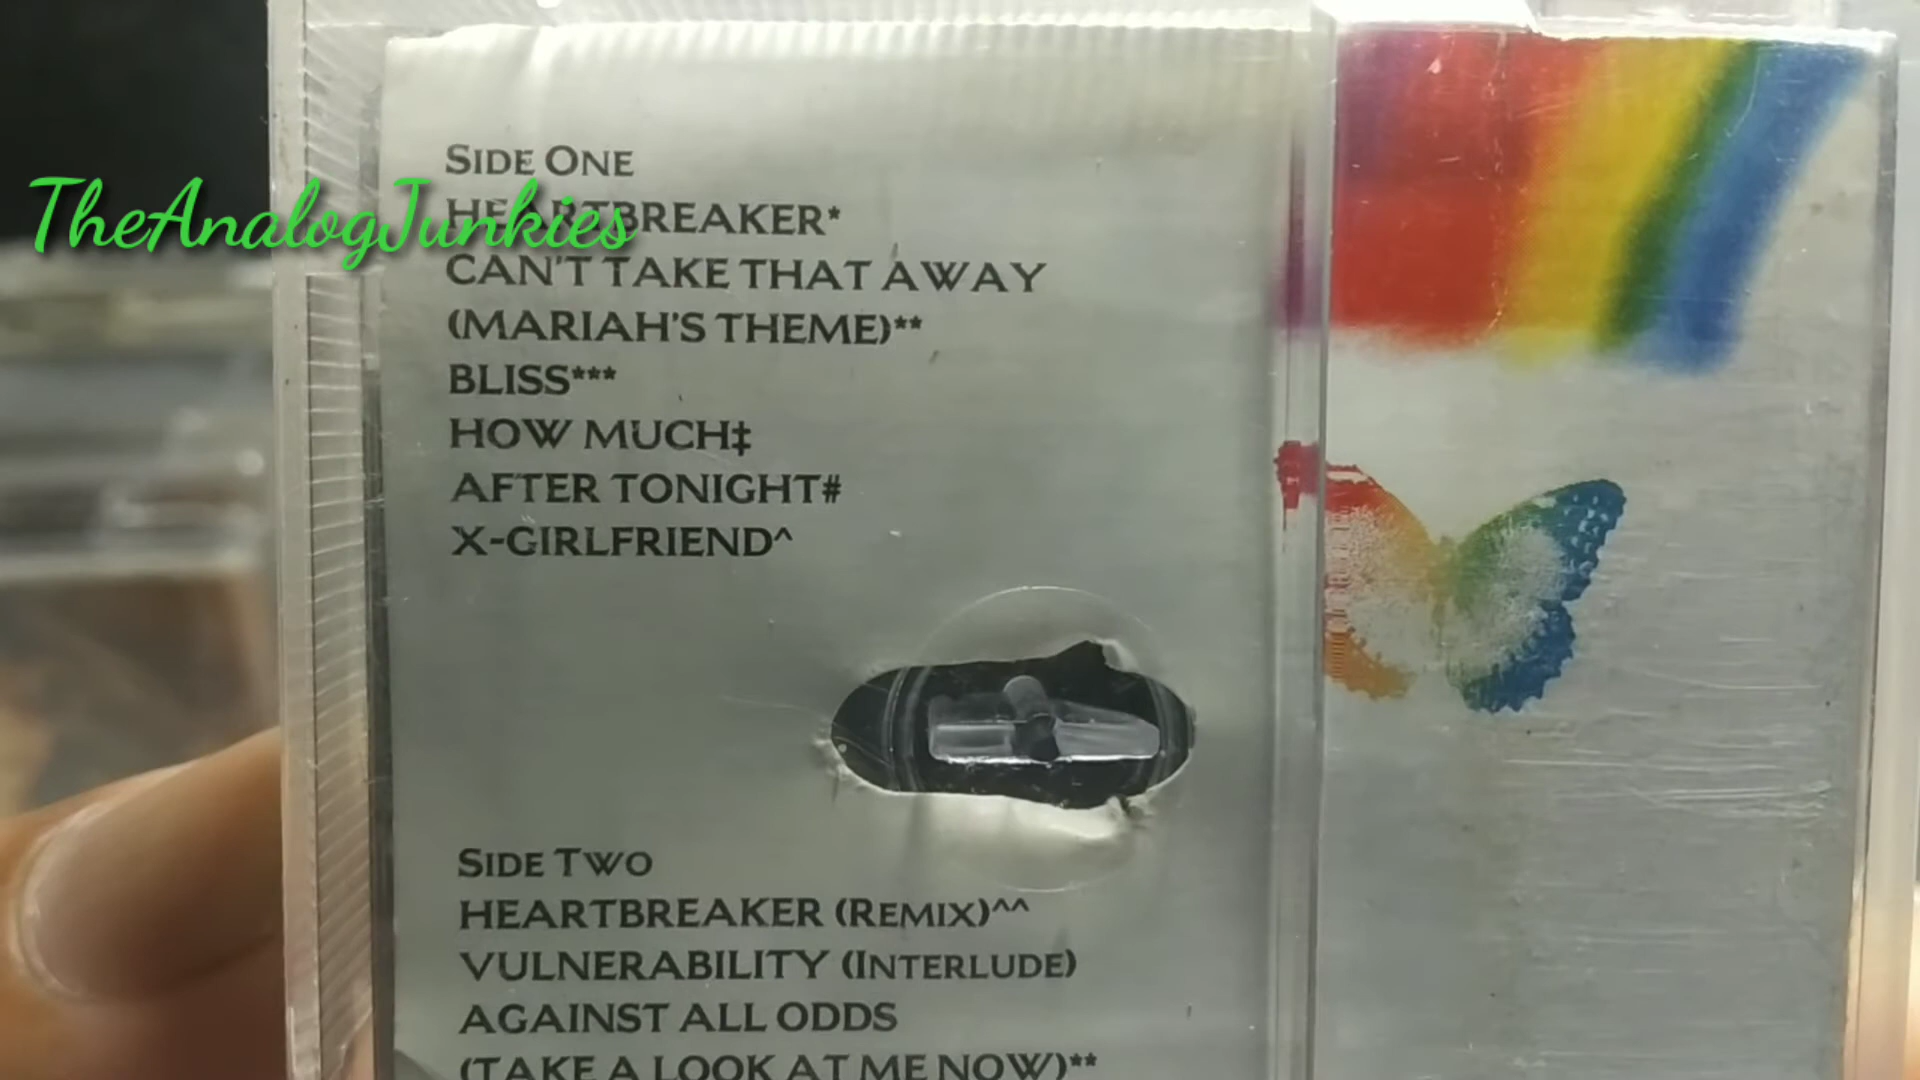 SIDE ONE
TheAnalogJunkies
HEARTBREAKER*
CAN'T TAKE THAT AWAY
(MARIAH'S THEME)**
BLISS***
HOW MUCH‡
AFTER TONIGHT#
X-GIRLFRIEND^
SIDE TWO
HEARTBREAKER (REMIX)^^
VULNERABILITY (INTERLUDE)
AGAINST ALL ODDS
(TAKE A LOOK AT ME NOW)**